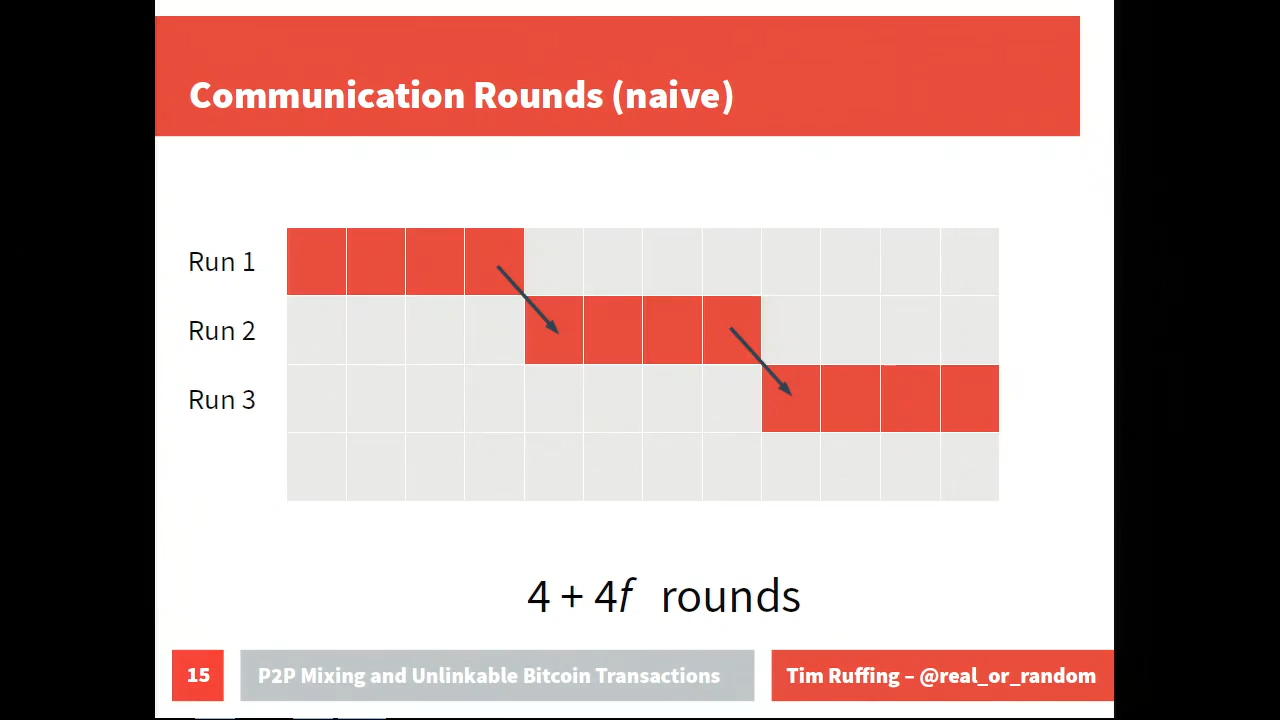 Communication Rounds (naive)
Run 1
Run 2
Run 3
4 + 4f rounds
15
P2P Mixing and Unlinkable Bitcoin Transactions
Tim Ruffing – @real_or_random